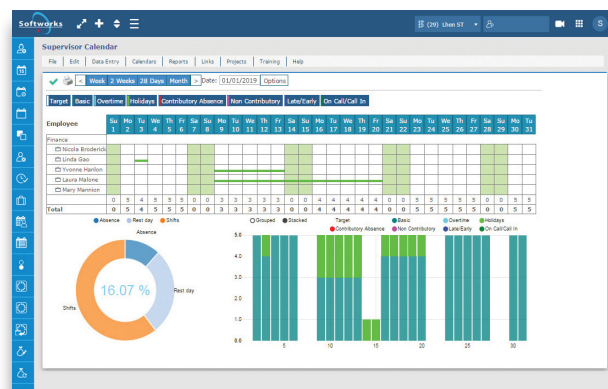 Softworks
(29) Lhen ST
S
Supervisor Calendar
File Edit Data Entry Calendars Reports Links Projects Training Help
< Week 2 Weeks 28 Days Month > Date: 01/01/2019 Options
Target Basic Overtime Holidays Contributory Absence Non Contributory Late/Early On Call/Call In
Employee Su Mo Tu We Th Fr Sa Su Mo Tu We Th Fr Sa Su Mo Tu We Th Fr Sa Su Mo Tu We Th Fr Sa Su Mo Tu
1 2 3 4 5 6 7 8 9 10 11 12 13 14 15 16 17 18 19 20 21 22 23 24 25 26 27 28 29 30 31
Finance
Nicola Broderick
Linda Gao
Yvonne Hanlon
Laura Malone
Mary Mannion
0 5 4 5 5 5 0 0 3 3 3 3 3 0 0 4 4 4 4 4 0 0 5 5 5 5 5 0 0 5 5
Total 0 5 4 5 5 5 0 0 3 3 3 3 3 0 0 4 4 4 4 4 0 0 5 5 5 5 5 0 0 5 5
Absence Rest day Shifts
Grouped Stacked Target Basic Overtime Holidays
Contributory Absence Non Contributory Late/Early On Call/Call In
Absence
16.07 %
Rest day
Shifts
5.0
4.0
3.0
2.0
1.0
0.0
5 10 15 20 25 30